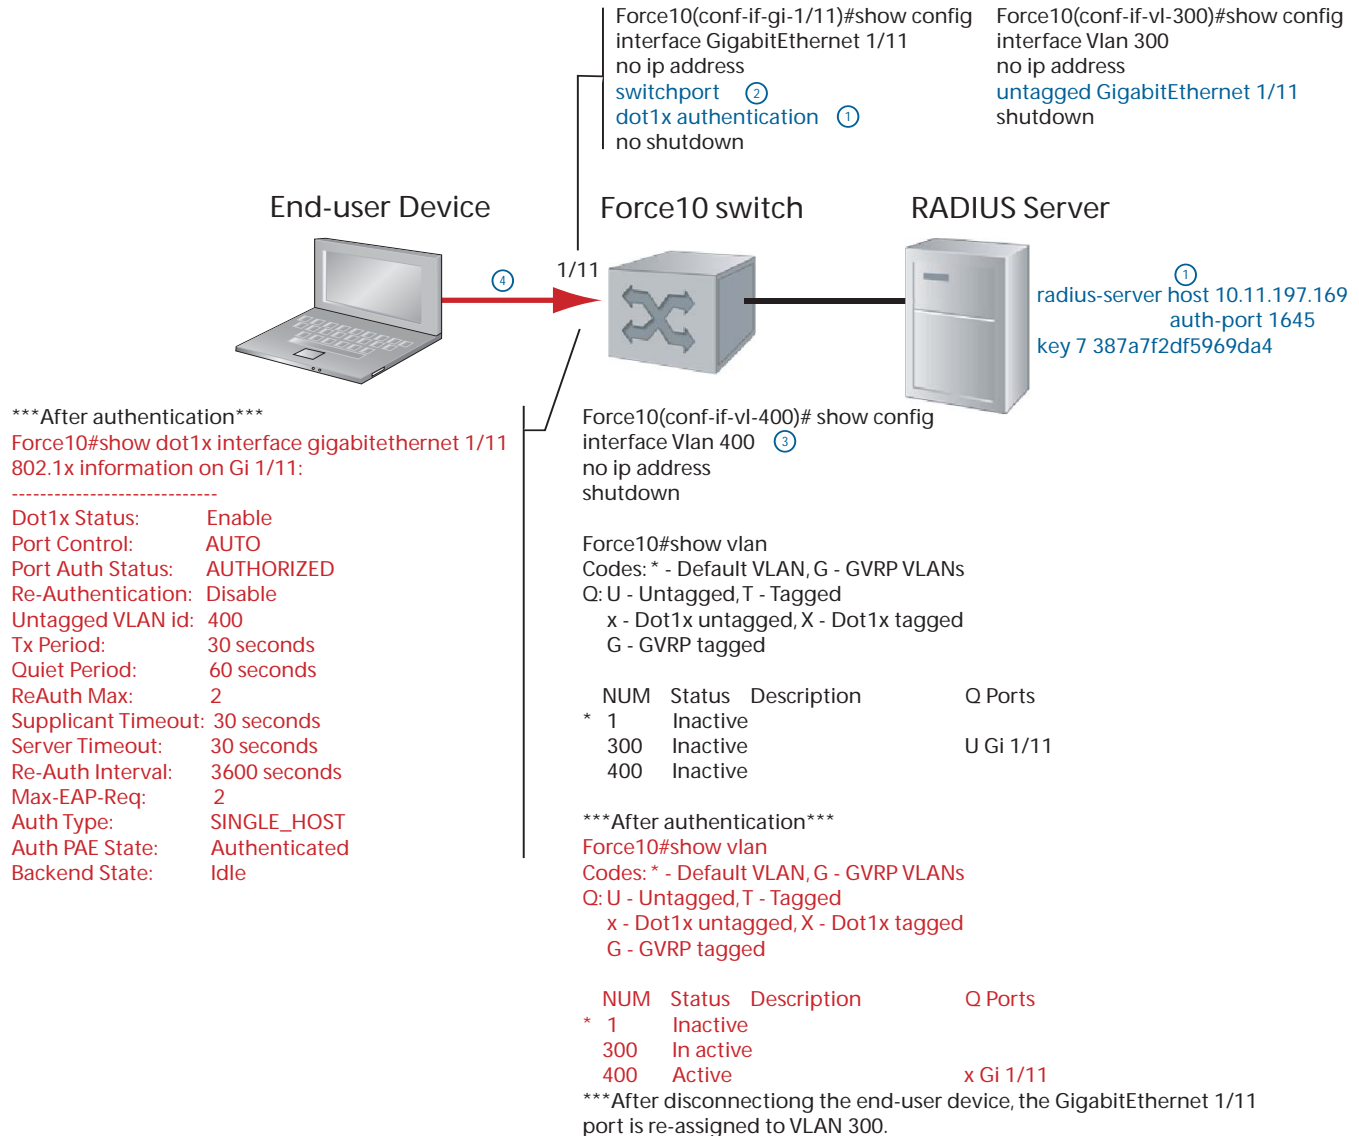 Force10(conf-if-gi-1/11)#show config
interface GigabitEthernet 1/11
no ip address
switchport 2
dot1x authentication 1
no shutdown
Force10(conf-if-vl-300)#show config
interface Vlan 300
no ip address
untagged GigabitEthernet 1/11
shutdown
End-user Device
Force10 switch
RADIUS Server
4
1/11
1
radius-server host 10.11.197.169
auth-port 1645
key 7 387a7f2df5969da4
***After authentication***
Force10#show dot1x interface gigabitethernet 1/11
802.1x information on Gi 1/11:
-----------------------------
Dot1x Status: Enable
Port Control: AUTO
Port Auth Status: AUTHORIZED
Re-Authentication: Disable
Untagged VLAN id: 400
Tx Period: 30 seconds
Quiet Period: 60 seconds
ReAuth Max: 2
Supplicant Timeout: 30 seconds
Server Timeout: 30 seconds
Re-Auth Interval: 3600 seconds
Max-EAP-Req: 2
Auth Type: SINGLE_HOST
Auth PAE State: Authenticated
Backend State: Idle
Force10(conf-if-vl-400)# show config
interface Vlan 400 3
no ip address
shutdown
Force10#show vlan
Codes: * - Default VLAN, G - GVRP VLANs
Q: U - Untagged, T - Tagged
x - Dot1x untagged, X - Dot1x tagged
G - GVRP tagged
NUM Status Description Q Ports
* 1 Inactive
300 Inactive U Gi 1/11
400 Inactive
***After authentication***
Force10#show vlan
Codes: * - Default VLAN, G - GVRP VLANs
Q: U - Untagged, T - Tagged
x - Dot1x untagged, X - Dot1x tagged
G - GVRP tagged
NUM Status Description Q Ports
* 1 Inactive
300 In active
400 Active x Gi 1/11
***After disconnectiong the end-user device, the GigabitEthernet 1/11
port is re-assigned to VLAN 300.